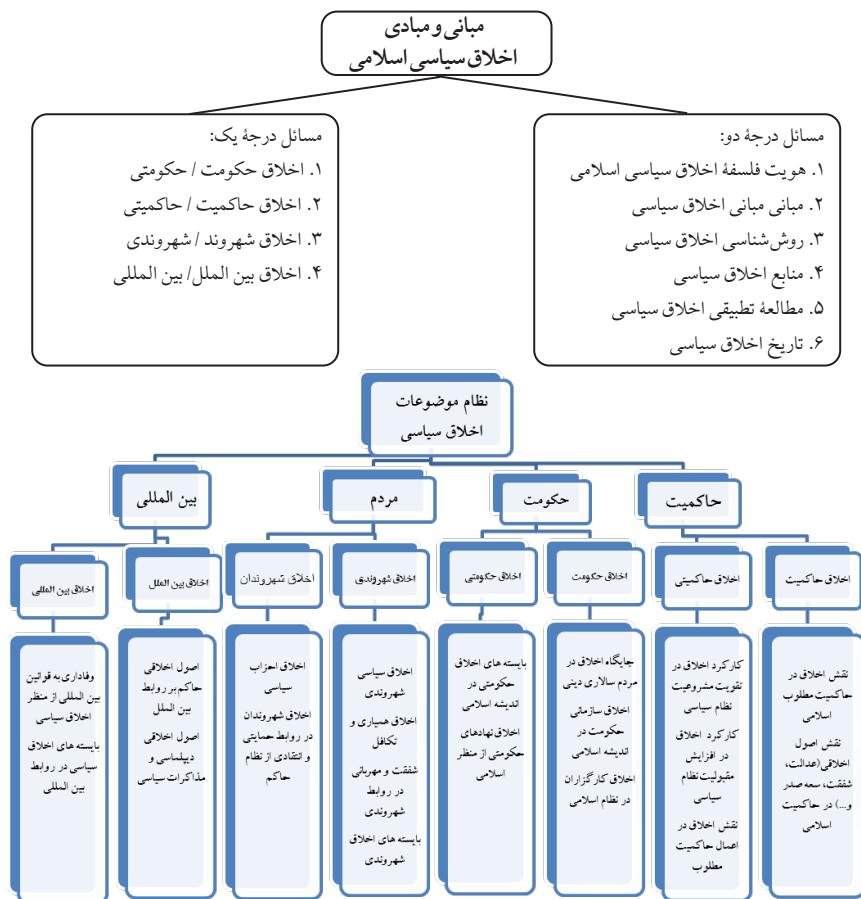 مبانی و مبادی
اخلاق سیاسی اسلامی
مسائل درجهٔ دو:
۱. هویت فلسفهٔ اخلاق سیاسی اسلامی
۲. مبانی مبانی اخلاق سیاسی
۳. روش‌شناسی اخلاق سیاسی
۴. منابع اخلاق سیاسی
۵. مطالعهٔ تطبیقی اخلاق سیاسی
۶. تاریخ اخلاق سیاسی
مسائل درجهٔ یک:
۱. اخلاق حکومت / حکومتی
۲. اخلاق حاکمیت / حاکمیتی
۳. اخلاق شهروند / شهروندی
۴. اخلاق بین الملل/ بین المللی
نظام موضوعات
اخلاق سیاسی
حاکمیت
حکومت
مردم
بین المللی
اخلاق حاکمیت
اخلاق حاکمیتی
اخلاق حکومت
اخلاق حکومتی
اخلاق شهروندی
اخلاق شهروندان
اخلاق بین الملل
اخلاق بین المللی
نقش اخلاق در
حاکمیت مطلوب
اسلامی
نقش اصول
اخلاقی(عدالت،
شفقت، سعه صدر
و...) در حاکمیت
اسلامی
کارکرد اخلاق در
تقویت مشروعیت
نظام سیاسی
کارکرد اخلاق
در افزایش
مقبولیت نظام
سیاسی
نقش اخلاق در
اعمال حاکمیت
مطلوب
جایگاه اخلاق در
مردم سالاری دینی
اخلاق سازمانی
حکومت در
اندیشه اسلامی
اخلاق کارگزاران
در نظام اسلامی
بایسته های اخلاق
حکومتی در
اندیشه اسلامی
اخلاق نهادهای
حکومتی از منظر
اسلامی
اخلاق سیاسی
شهروندی
اخلاق همیاری و
تکافل
شفقت و مهربانی
در روابط
شهروندی
بایسته های اخلاق
شهروندی
اخلاق احزاب
سیاسی
اخلاق شهروندان
در روابط حمایتی
و انتقادی از نظام
حاکم
اصول اخلاقی
حاکم بر روابط
بین الملل
اصول اخلاقی
دیپلماسی و
مذاکرات سیاسی
وفاداری به قوانین
بین المللی از منظر
اخلاق سیاسی
بایسته های اخلاق
سیاسی در روابط
بین المللی